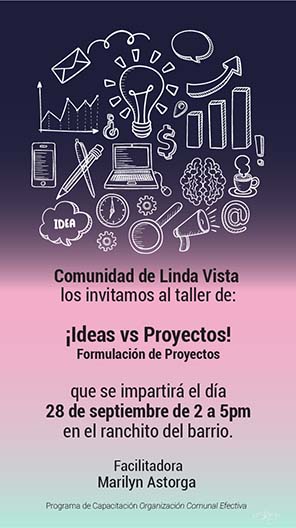 IDEA
Comunidad de Linda Vista
los invitamos al taller de:
¡Ideas vs Proyectos!
Formulación de Proyectos
que se impartirá el día
28 de septiembre de 2 a 5pm
en el ranchito del barrio.
Facilitadora
Marilyn Astorga
Programa de Capacitación Organización Comunal Efectiva